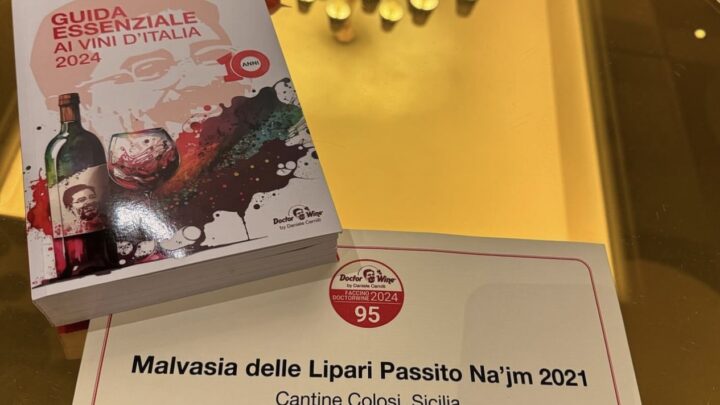 GUIDA
ESSENZIALE
AI VINI D'ITALIA
2024
10 ANNI
Doctor Wine
by Daniele Cernilli
Doctor Wine®
by Daniele Cernilli
FACCINO
DOCTORWINE 2024
95
Malvasia delle Lipari Passito Na'jm 2021
Cantine Colosi, Sicilia